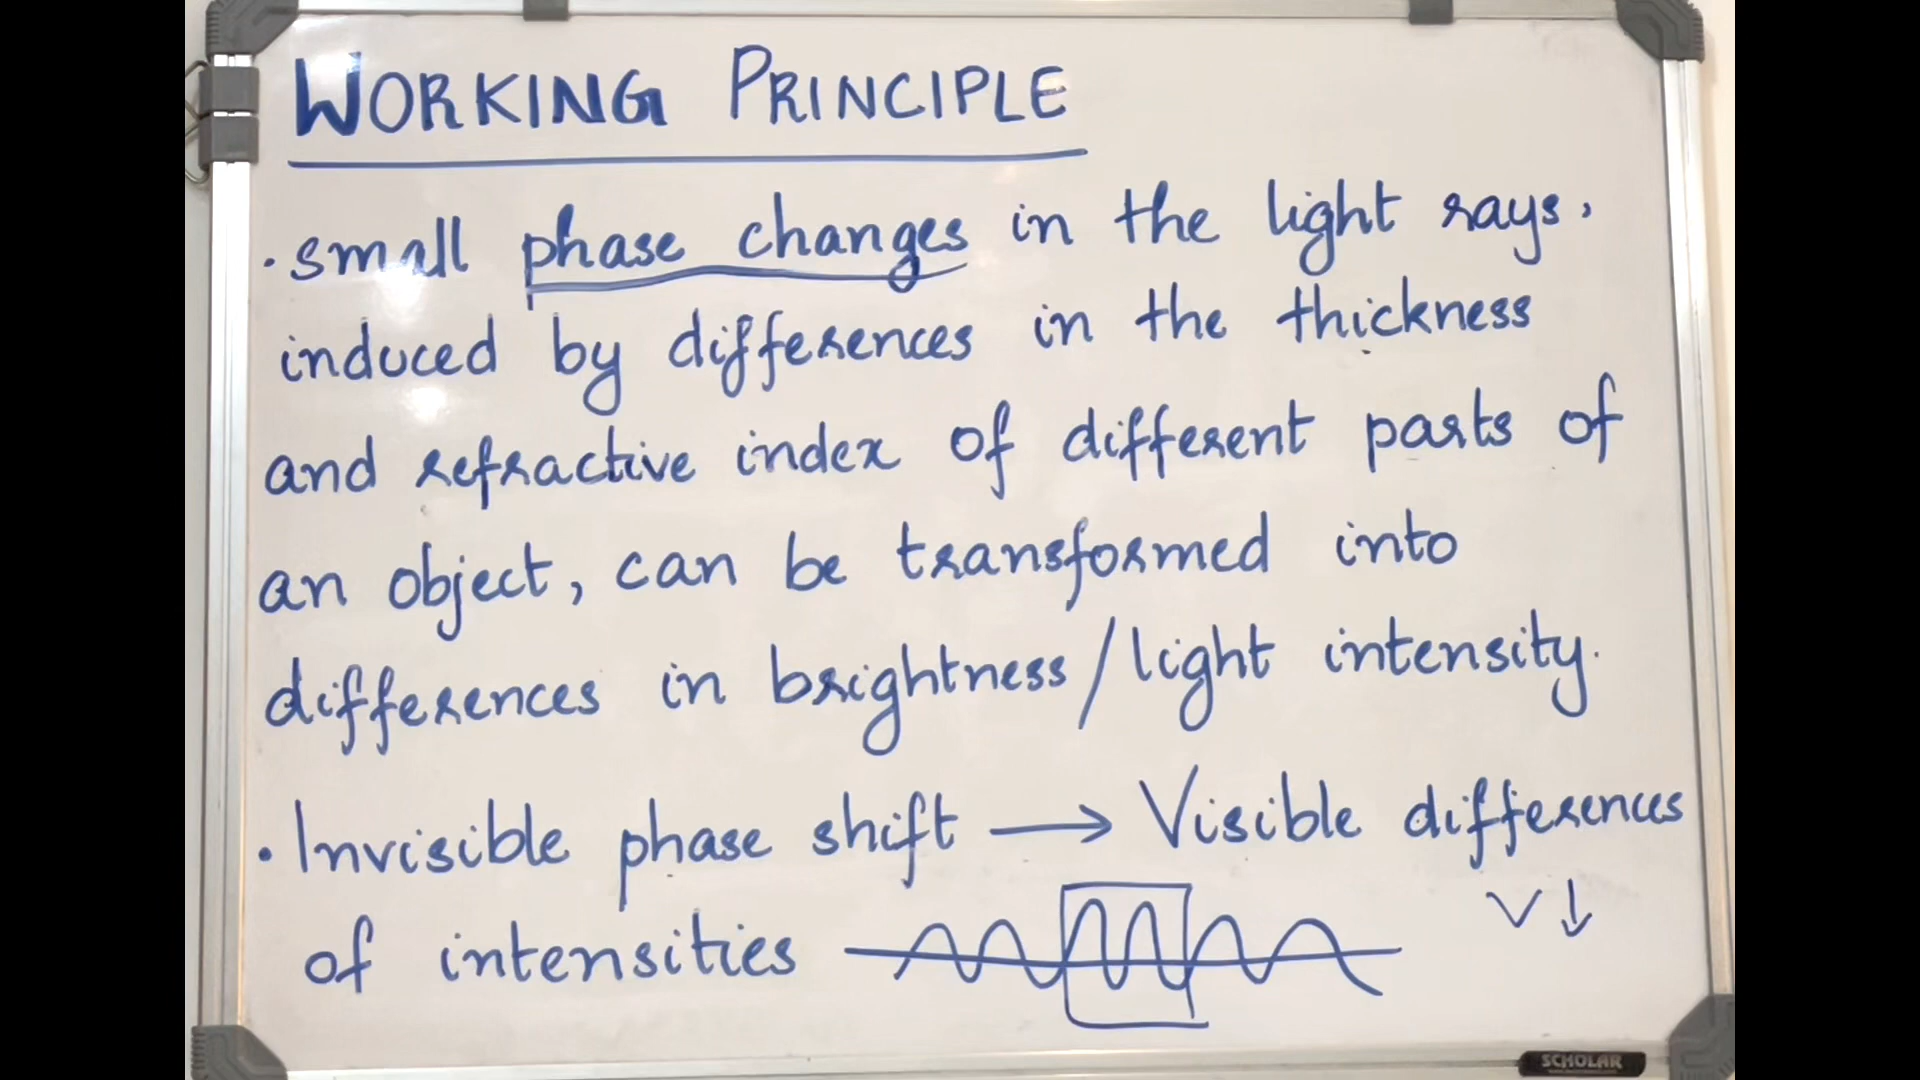 WORKING PRINCIPLE
• small phase changes in the light rays,
induced by differences in the thickness
and refractive index of different parts of
an object, can be transformed into
differences in brightness/light intensity.
• Invisible phase shift → Visible differences
V↓
of intensities
SCHOLAR